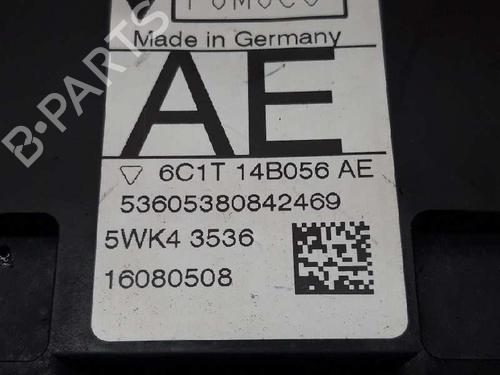 Made in Germany
AE
6C1T 14B056 AE
53605380842469
5WK4 3536
16080508
B-PARTS